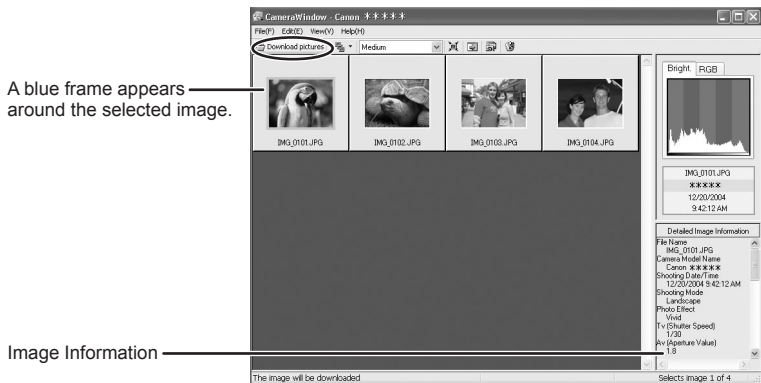 CameraWindow - Canon *****
File(F) Edit(E) View(V) Help(H)
Download pictures Medium
A blue frame appears
around the selected image.
IMG_0101.JPG IMG_0102.JPG IMG_0103.JPG IMG_0104.JPG
Bright. RGB
IMG_0101.JPG
*****
12/20/2004
9:42:12 AM
Detailed Image Information
File Name
IMG_0101.JPG
Camera Model Name
Canon *****
Shooting Date/Time
12/20/2004 9:42:12 AM
Shooting Mode
Landscape
Photo Effect
Vivid
Tv (Shutter Speed)
1/30
Av (Aperture Value)
1.8
Image Information
The image will be downloaded
Selects image 1 of 4